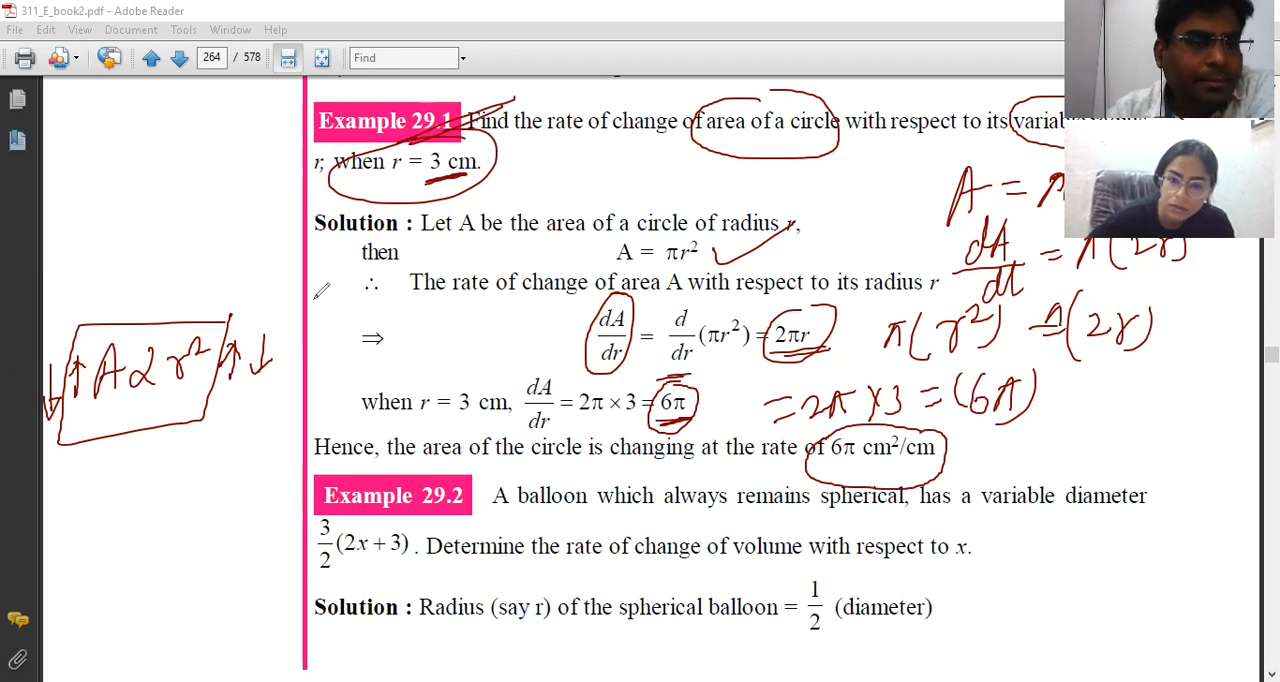 311_E_book2.pdf - Adobe Reader
File Edit View Document Tools Window Help
264 / 578 Find
Example 29.1 Find the rate of change of area of a circle with respect to its
r, when r = 3 cm.
A =
Solution : Let A be the area of a circle of radius r,
then A = πr²
dA/dt = π(2r)
∴ The rate of change of area A with respect to its radius r
⇒ dA/dr = d/dr (πr²) = 2πr
π(r²) = π(2r)
A ∝ r²
when r = 3 cm, dA/dr = 2π × 3 = 6π
= 2π × 3 = (6π)
Hence, the area of the circle is changing at the rate of 6π cm²/cm
Example 29.2 A balloon which always remains spherical, has a variable diameter
3/2 (2x + 3). Determine the rate of change of volume with respect to x.
Solution : Radius (say r) of the spherical balloon = 1/2 (diameter)